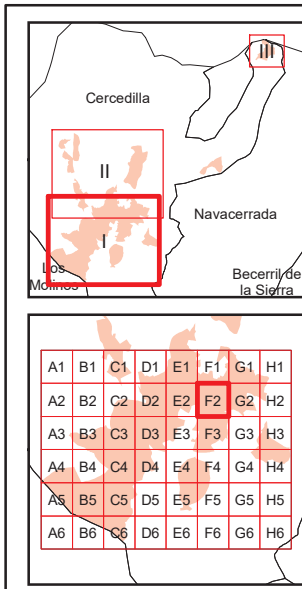 III
Cercedilla
II
Navacerrada
I
Los
Molinos
Becerril de
la Sierra
A1 B1 C1 D1 E1 F1 G1 H1
A2 B2 C2 D2 E2 F2 G2 H2
A3 B3 C3 D3 E3 F3 G3 H3
A4 B4 C4 D4 E4 F4 G4 H4
A5 B5 C5 D5 E5 F5 G5 H5
A6 B6 C6 D6 E6 F6 G6 H6